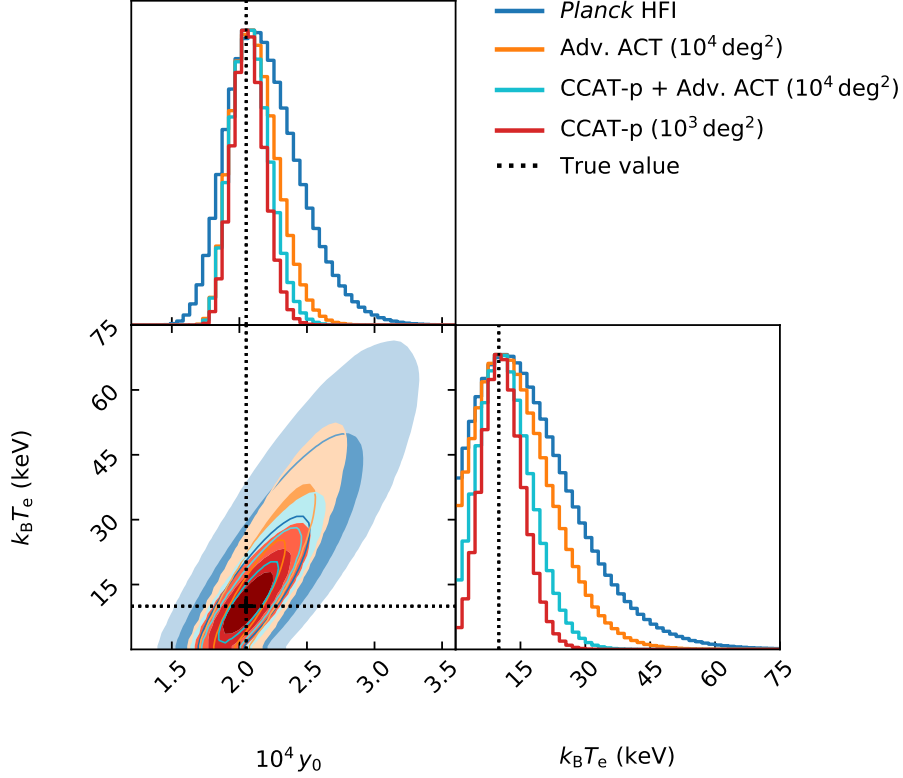 Planck HFI
Adv. ACT (10⁴ deg²)
CCAT-p + Adv. ACT (10⁴ deg²)
CCAT-p (10³ deg²)
True value
75
60
45
30
15
k_B T_e (keV)
1.5 2.0 2.5 3.0 3.5
15 30 45 60 75
10⁴ y₀
k_B T_e (keV)